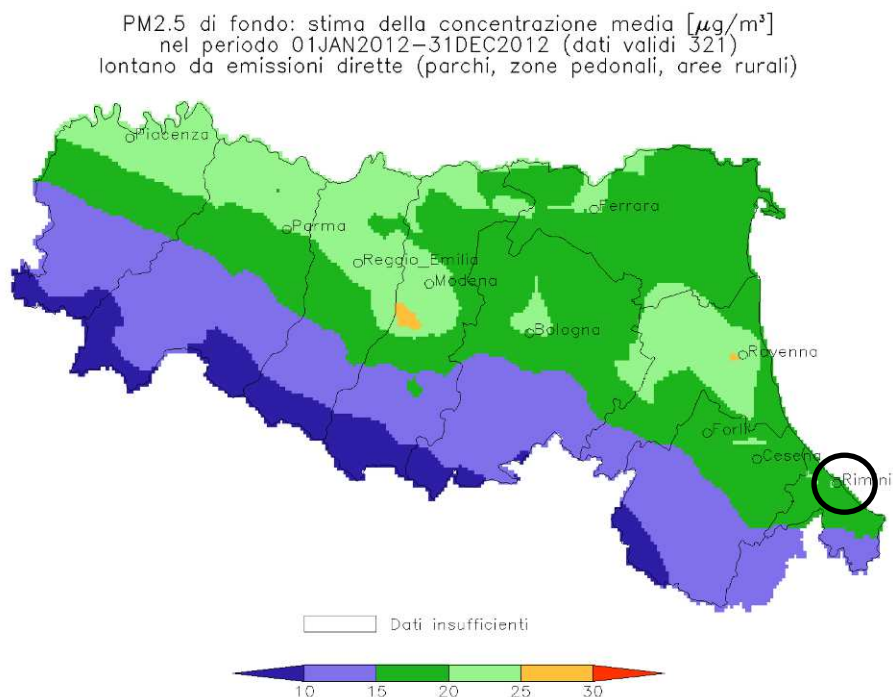 PM2.5 di fondo: stima della concentrazione media [μg/m³]
nel periodo 01JAN2012-31DEC2012 (dati validi 321)
lontano da emissioni dirette (parchi, zone pedonali, aree rurali)
Piacenza
Ferrara
Parma
Reggio_Emilia
Modena
Bologna
Ravenna
Forlì
Cesena
Rimini
Dati insufficienti
10 15 20 25 30